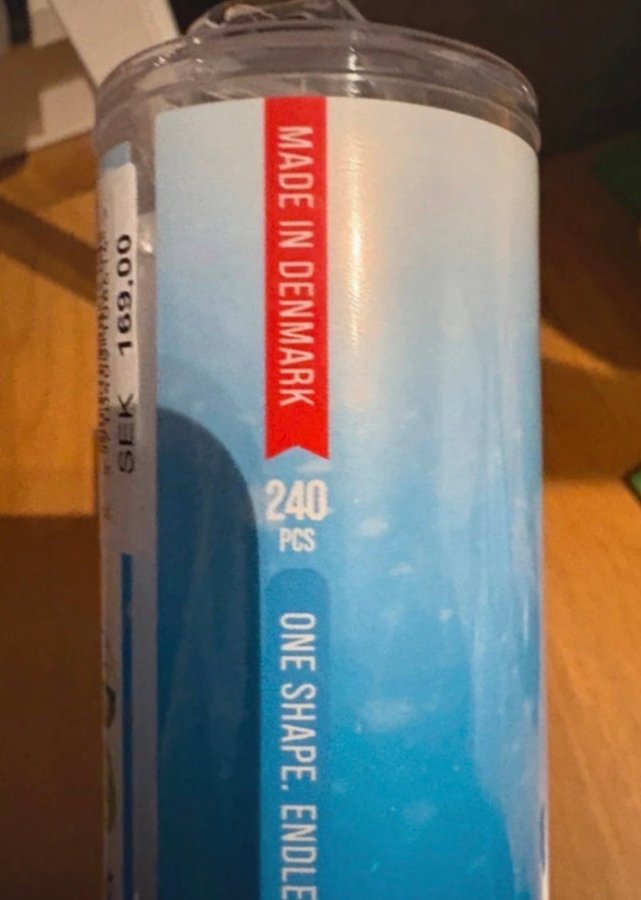 MADE IN DENMARK
240
PCS
ONE SHAPE. ENDLE
SEK 169.00